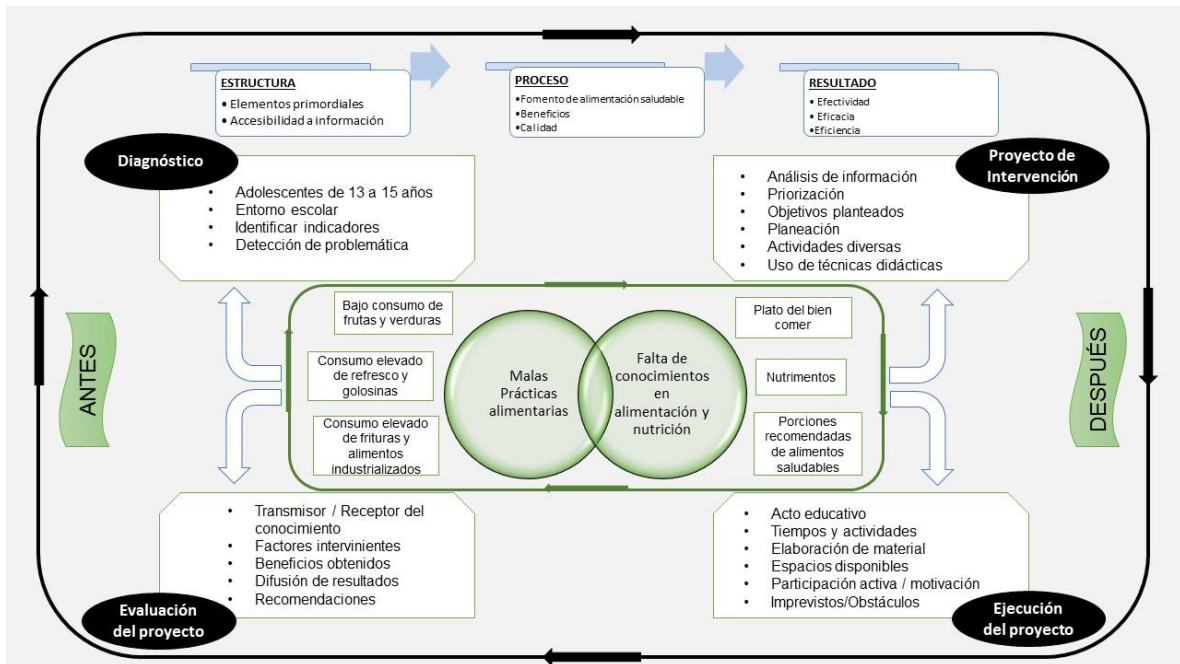 ESTRUCTURA
• Elementos primordiales
• Accesibilidad a información
PROCESO
•Fomento de alimentación saludable
•Beneficios
•Calidad
RESULTADO
• Efectividad
• Eficacia
•Eficiencia
Diagnóstico
• Adolescentes de 13 a 15 años
• Entorno escolar
• Identificar indicadores
• Detección de problemática
Proyecto de
Intervención
• Análisis de información
• Priorización
• Objetivos planteados
• Planeación
• Actividades diversas
• Uso de técnicas didácticas
ANTES
Bajo consumo de
frutas y verduras
Consumo elevado
de refresco y
golosinas
Consumo elevado
de frituras y
alimentos
industrializados
Malas
Prácticas
alimentarias
Falta de
conocimientos
en
alimentación y
nutrición
Plato del bien
comer
Nutrimentos
Porciones
recomendadas
de alimentos
saludables
DESPUÉS
• Transmisor / Receptor del
conocimiento
• Factores intervinientes
• Beneficios obtenidos
• Difusión de resultados
• Recomendaciones
Evaluación
del proyecto
• Acto educativo
• Tiempos y actividades
• Elaboración de material
• Espacios disponibles
• Participación activa / motivación
• Imprevistos/Obstáculos
Ejecución
del proyecto